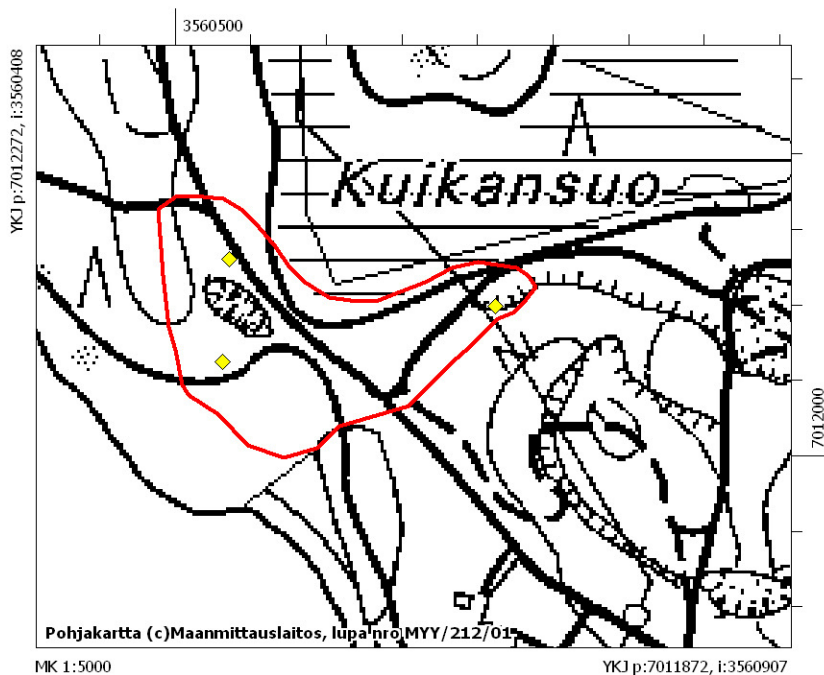 3560500
YKJ p:7012272, i:3560408
Kuikansuo
7012000
Pohjakartta (c)Maanmittauslaitos, lupa nro MYY/212/01
MK 1:5000
YKJ p:7011872, i:3560907